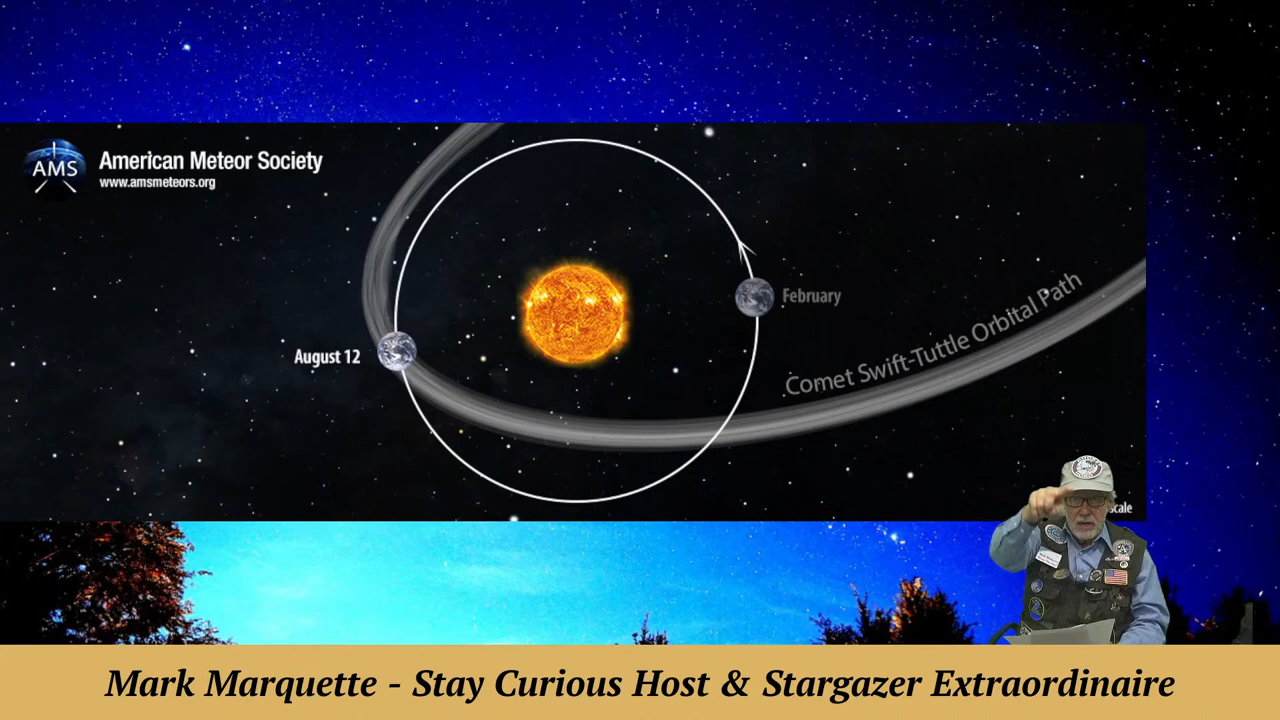 AMS
American Meteor Society
www.amsmeteors.org
February
August 12
Comet Swift-Tuttle Orbital Path
scale
Mark Marquette - Stay Curious Host & Stargazer Extraordinaire